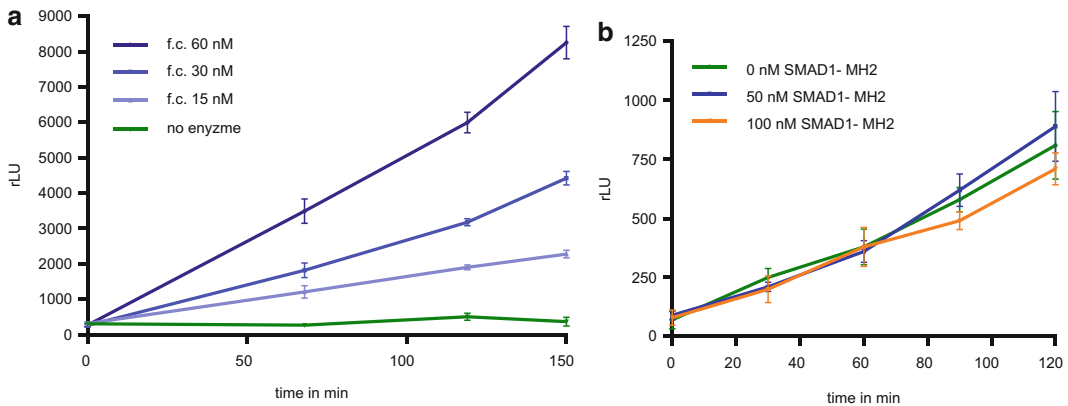 a
9000
8000
7000
6000
5000
4000
3000
2000
1000
0
rLU
f.c. 60 nM
f.c. 30 nM
f.c. 15 nM
no enyzme
0
50
100
150
time in min
b
1250
1000
750
500
250
0
rLU
0 nM SMAD1- MH2
50 nM SMAD1- MH2
100 nM SMAD1- MH2
0
20
40
60
80
100
120
time in min